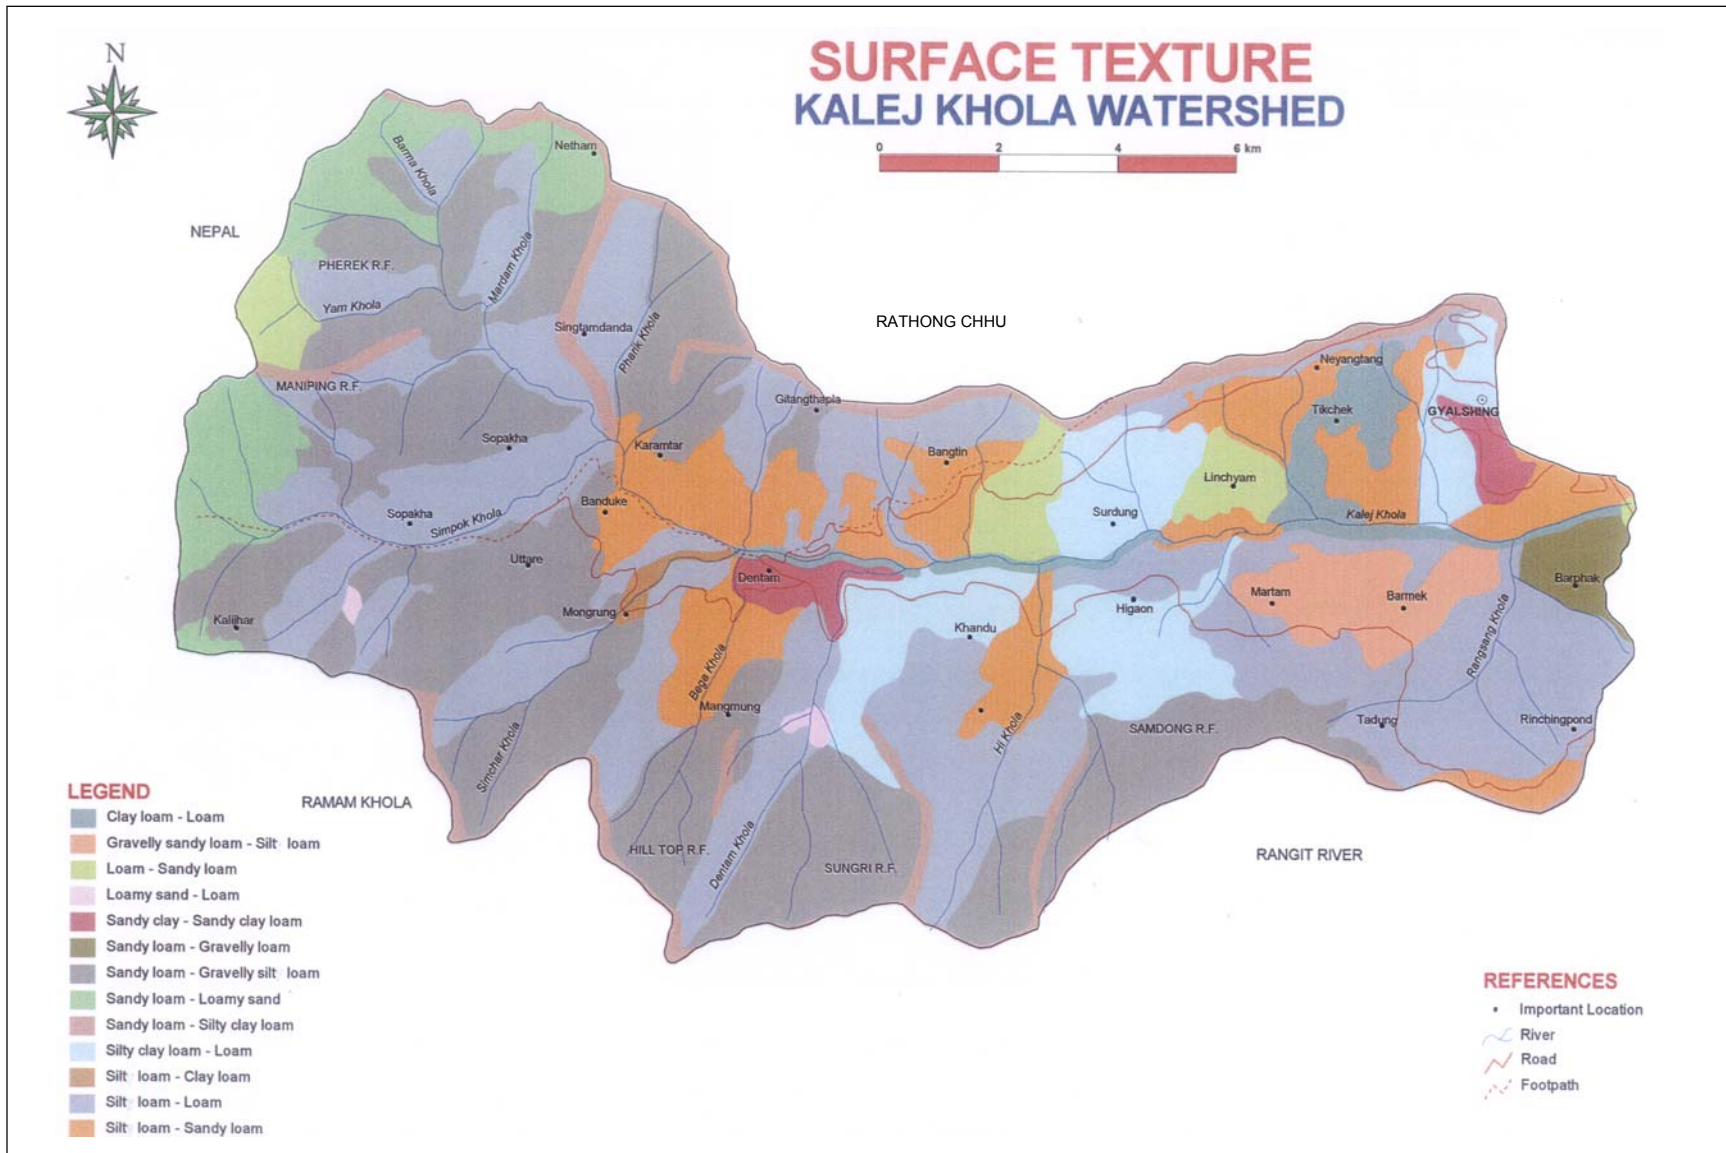 N
SURFACE TEXTURE
KALEJ KHOLA WATERSHED
0 2 4 6 km
Netham
Barma Khola
NEPAL
PHEREK R.F.
Mardam Khola
Yam Khola
Singtamdanda
Pharik Khola
RATHONG CHHU
MANIPING R.F.
Neyangtang
Gitangthapla
Tikchek
GYALSHING
Sopakha
Karamtar
Bangtin
Linchyam
Banduke
Sopakha
Simpok Khola
Surdung
Kalej Khola
Uttare
Dentam
Barphak
Mongrung
Higaon
Martam
Barmek
Kalijhar
Khandu
Rangsang Khola
Bega Khola
Mangmung
Hi Khola
SAMDONG R.F.
Tadung
Rinchingpond
Simchar Khola
RAMAM KHOLA
HILL TOP R.F.
Dentam Khola
SUNGRI R.F.
RANGIT RIVER
LEGEND
Clay loam - Loam
Gravelly sandy loam - Silt loam
Loam - Sandy loam
Loamy sand - Loam
Sandy clay - Sandy clay loam
Sandy loam - Gravelly loam
Sandy loam - Gravelly silt loam
Sandy loam - Loamy sand
Sandy loam - Silty clay loam
Silty clay loam - Loam
Silt loam - Clay loam
Silt loam - Loam
Silt loam - Sandy loam
REFERENCES
Important Location
River
Road
Footpath